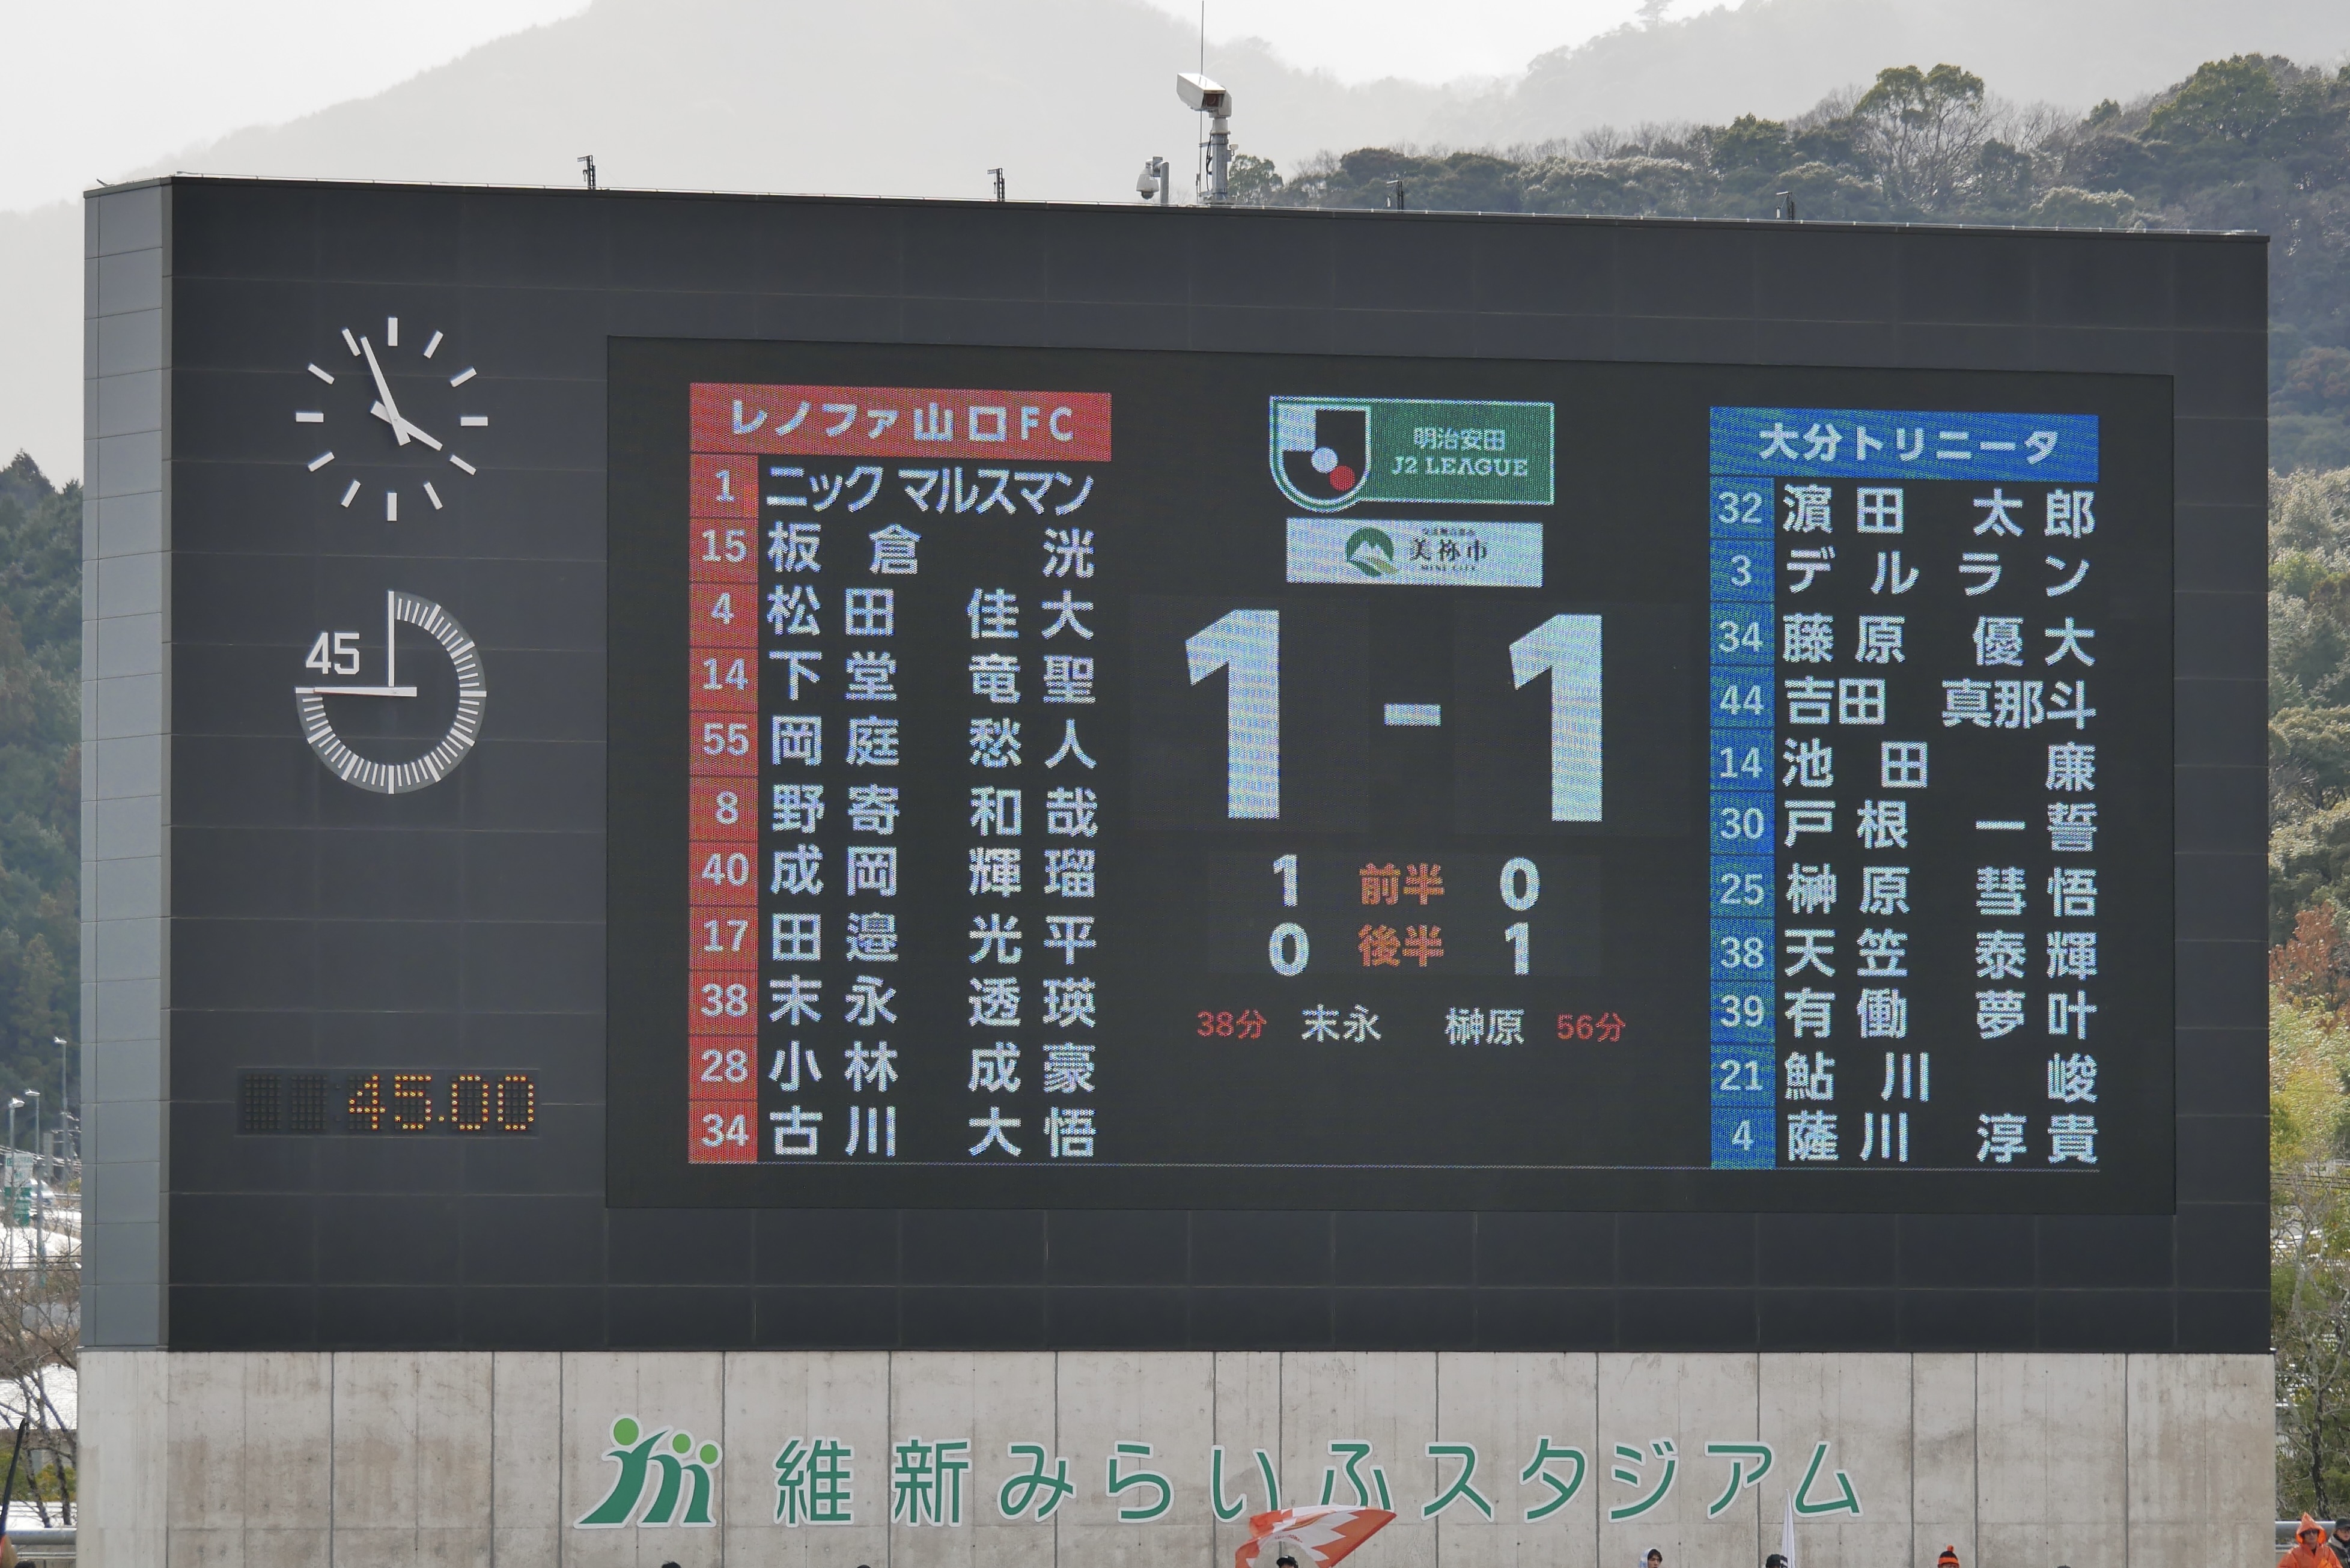 レノファ山口FC
1 ニック マルスマン
15 板倉 洸
4 松田 佳大
14 下堂 竜聖
55 岡庭 愁人
8 野寄 和哉
40 成岡 輝瑠
17 田邉 光平
38 末永 透瑛
28 小林 成豪
34 古川 大悟
明治安田
J2 LEAGUE
美祢市
MINE CITY
1 - 1
1 前半 0
0 後半 1
38分 末永 榊原 56分
大分トリニータ
32 濵田 太郎
3 デルラン
34 藤原 優大
44 吉田 真那斗
14 池田 廉
30 戸根 一誓
25 榊原 彗悟
38 天笠 泰輝
39 有働 夢叶
21 鮎川 峻
4 薩川 淳貴
45
45.00
維新みらいふスタジアム